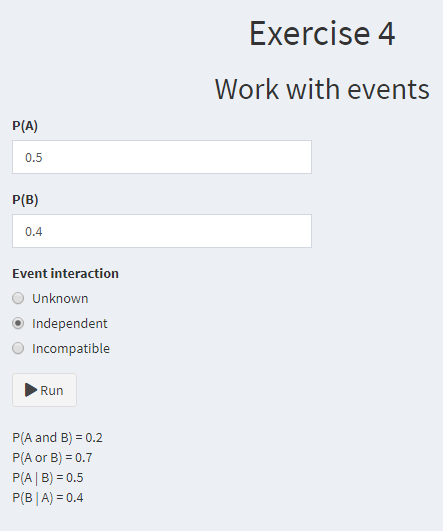 Exercise 4
Work with events
P(A)
0.5
P(B)
0.4
Event interaction
Unknown
Independent
Incompatible
Run
P(A and B) = 0.2
P(A or B) = 0.7
P(A | B) = 0.5
P(B | A) = 0.4